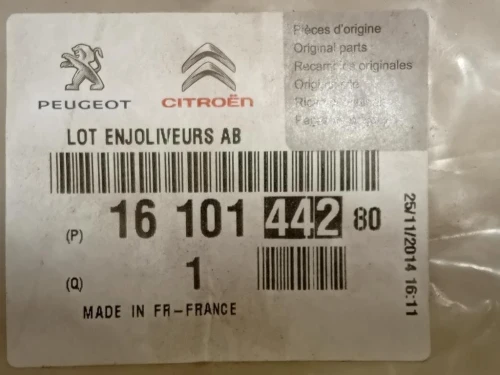 PEUGEOT
CITROËN
Pièces d'origine
Original parts
Recambios originales
LOT ENJOLIVEURS AB
(P) 16 101 442 80
(Q) 1
MADE IN FR-FRANCE
25/11/2014 16:11